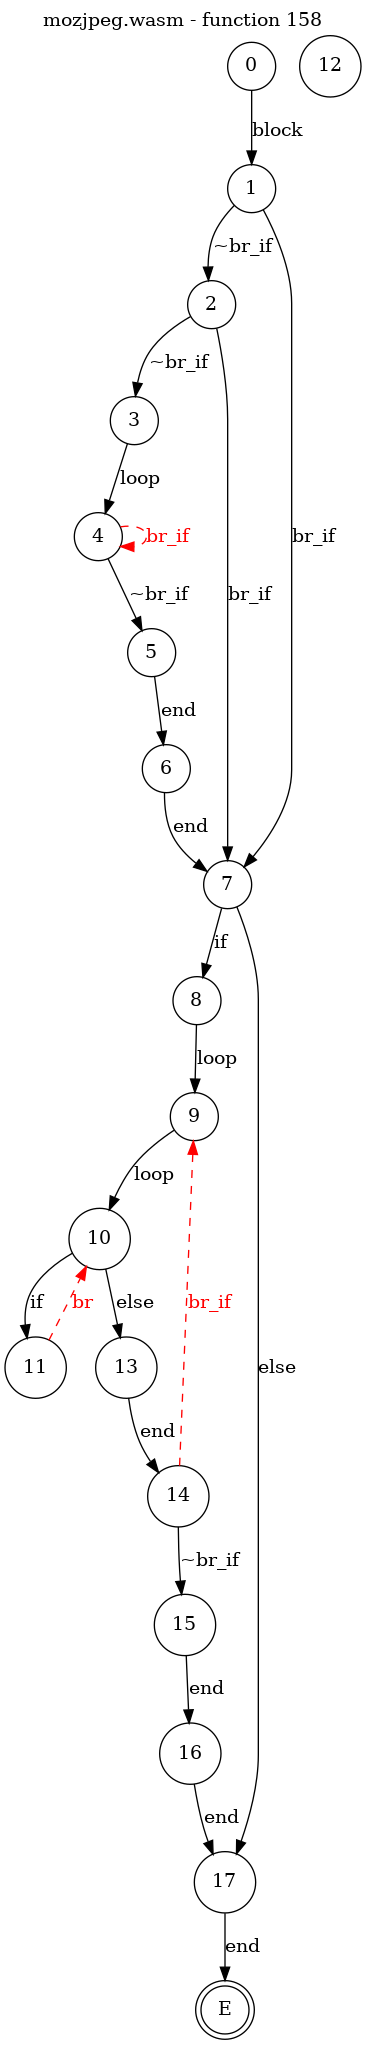 mozjpeg.wasm - function 158
0
12
block
1
~br_if
2
~br_if
3
loop
br_if
4
br_if
br_if
~br_if
5
end
6
end
7
if
8
loop
9
loop
10
if
br
else
br_if
11
13
else
end
14
~br_if
15
end
16
end
17
end
E